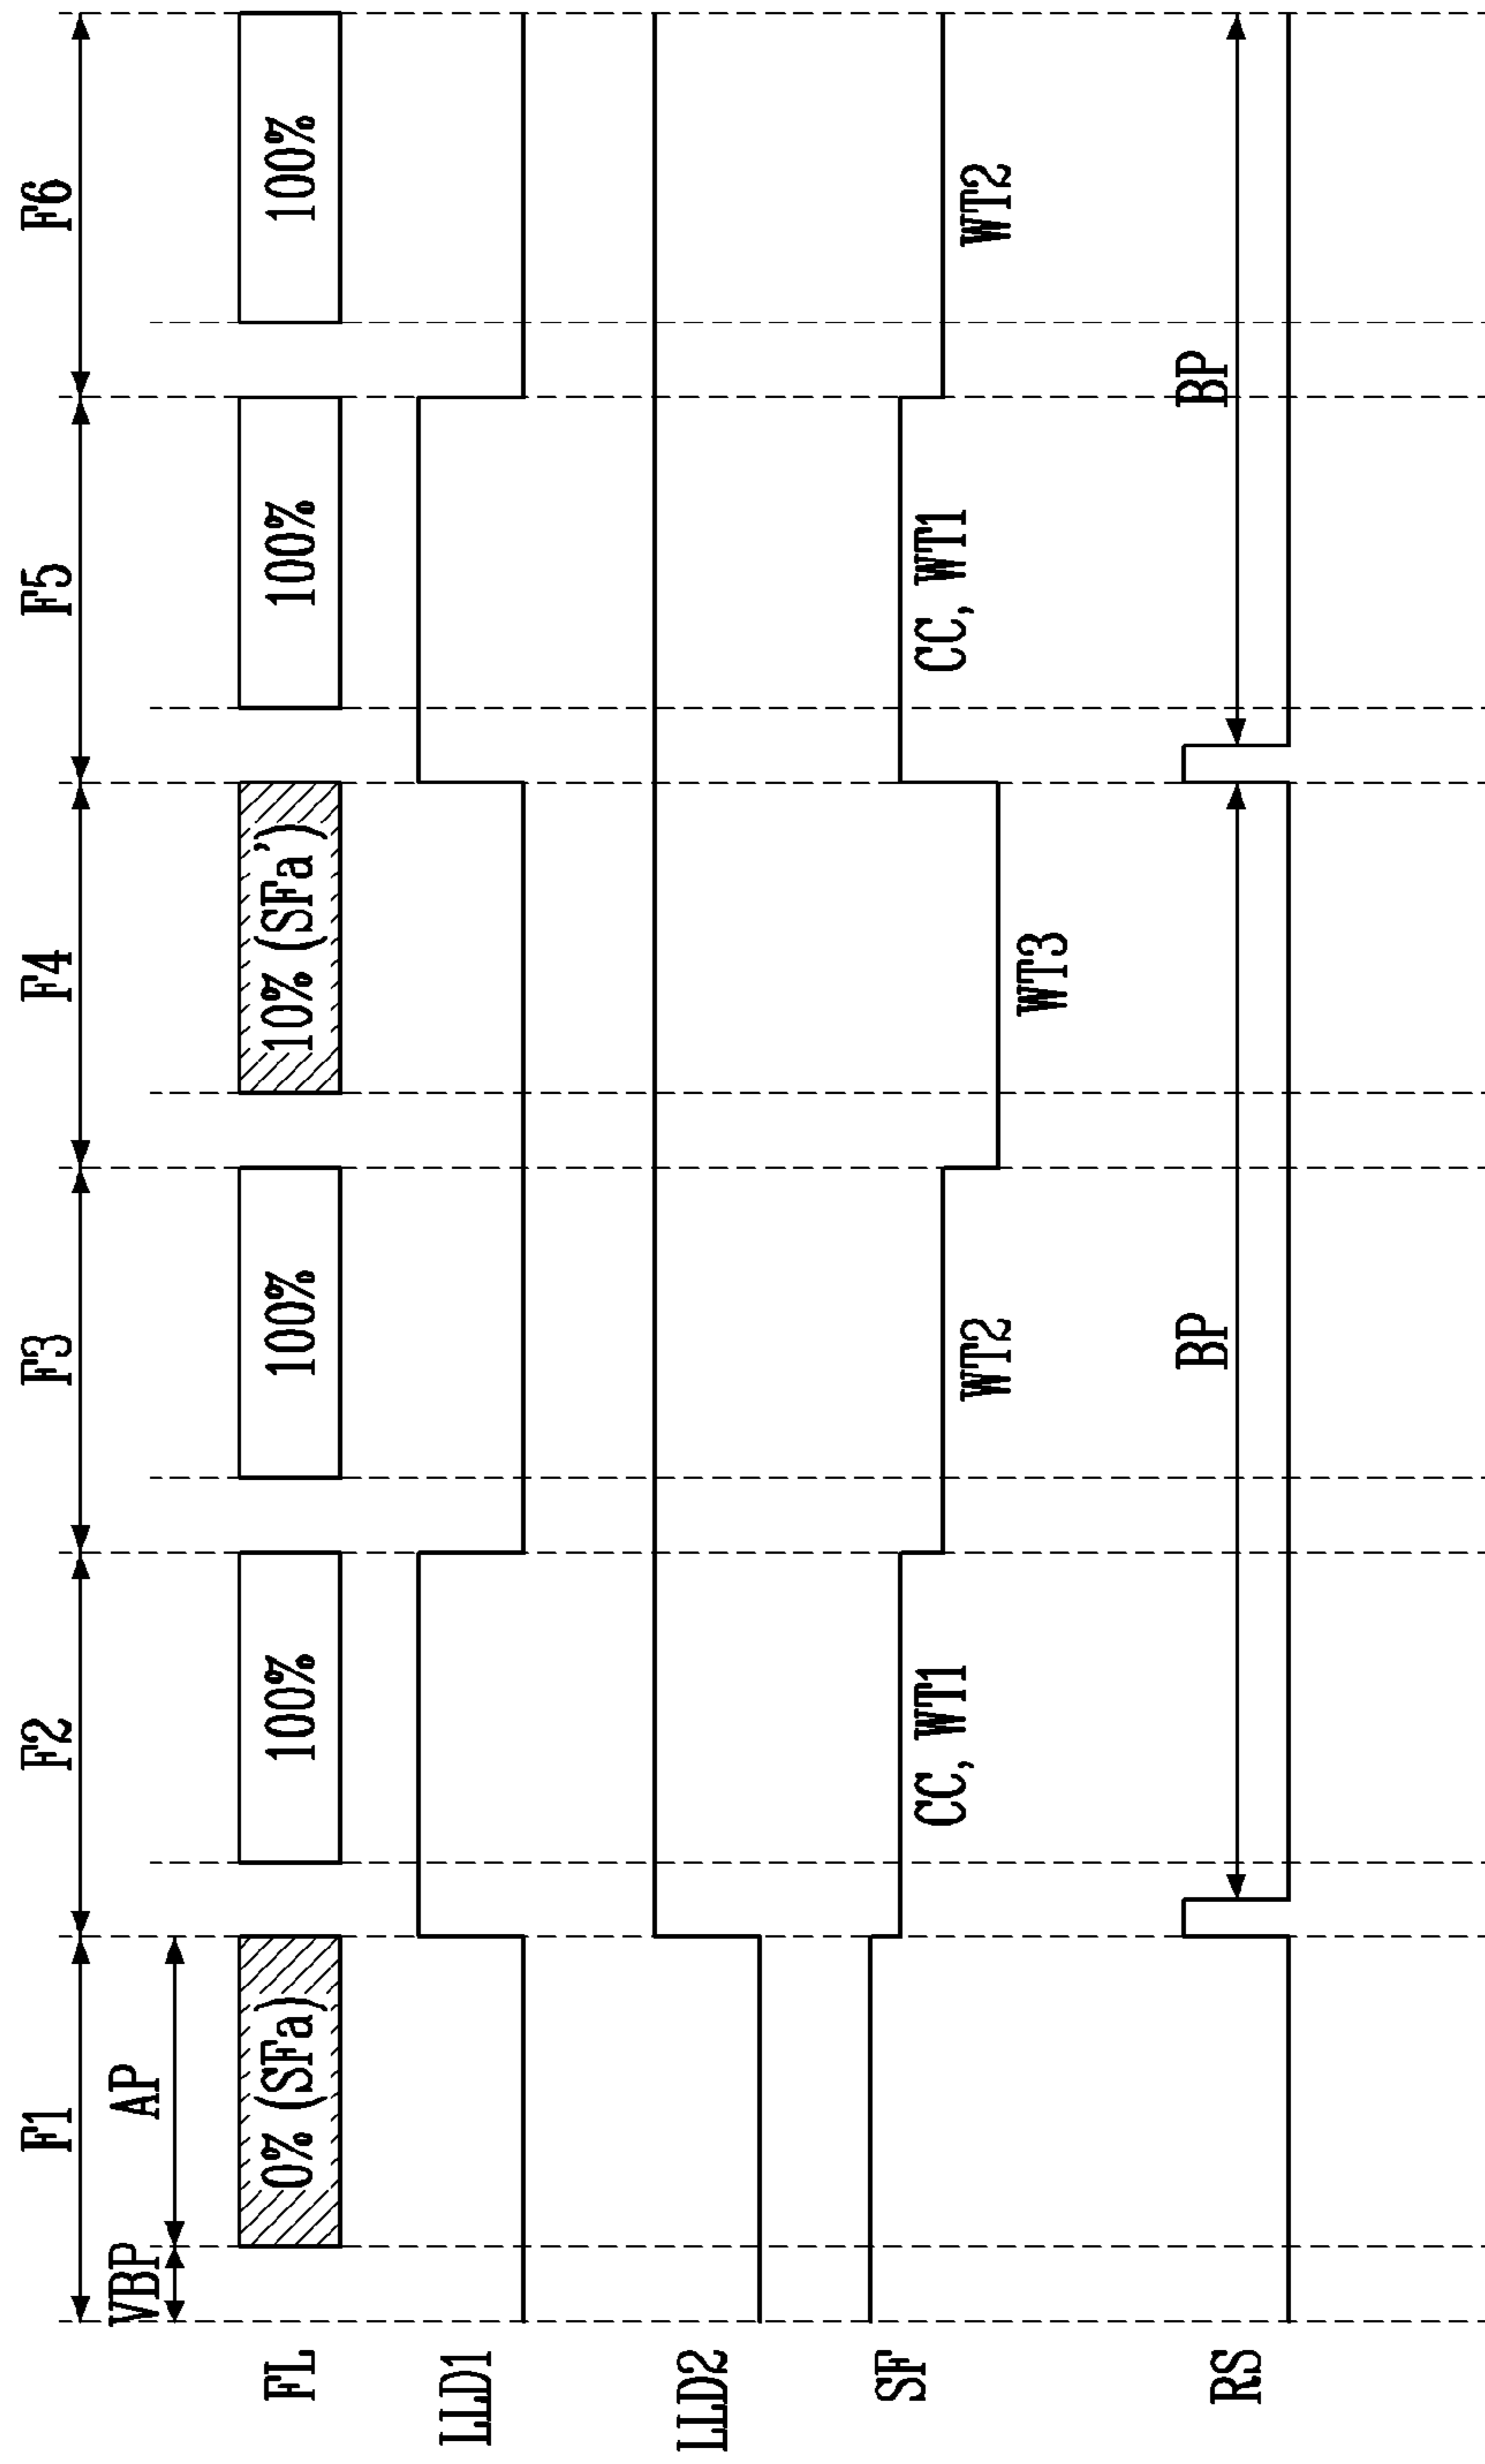 F1 F2 F3 F4 F5 F6
VBP AP
FL 0% (SFa) 100% 100% 10% (SFa') 100% 100%
LLD1
LLD2
SF CC, WT1 WT2 WT3 CC, WT1 WT2
RS BP BP